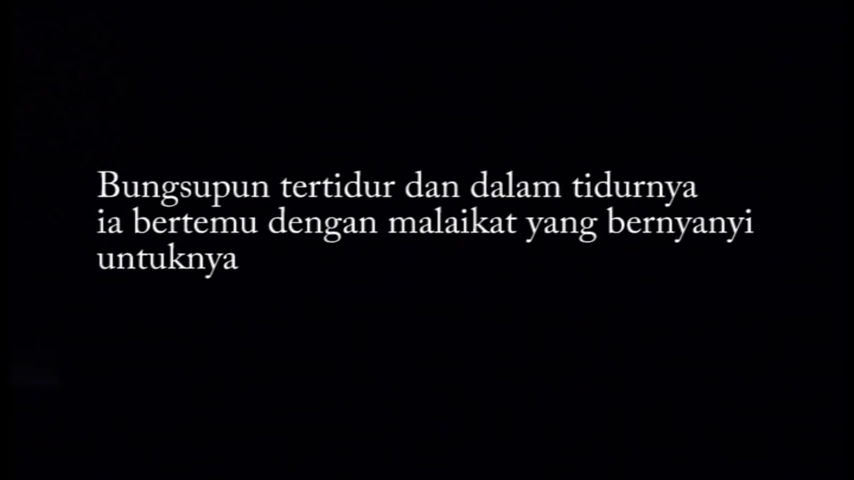 Bungsupun tertidur dan dalam tidurnya
ia bertemu dengan malaikat yang bernyanyi
untuknya